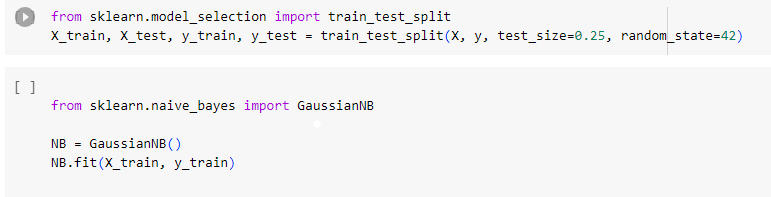 from sklearn.model_selection import train_test_split
X_train, X_test, y_train, y_test = train_test_split(X, y, test_size=0.25, random_state=42)
[ ]
from sklearn.naive_bayes import GaussianNB
NB = GaussianNB()
NB.fit(X_train, y_train)